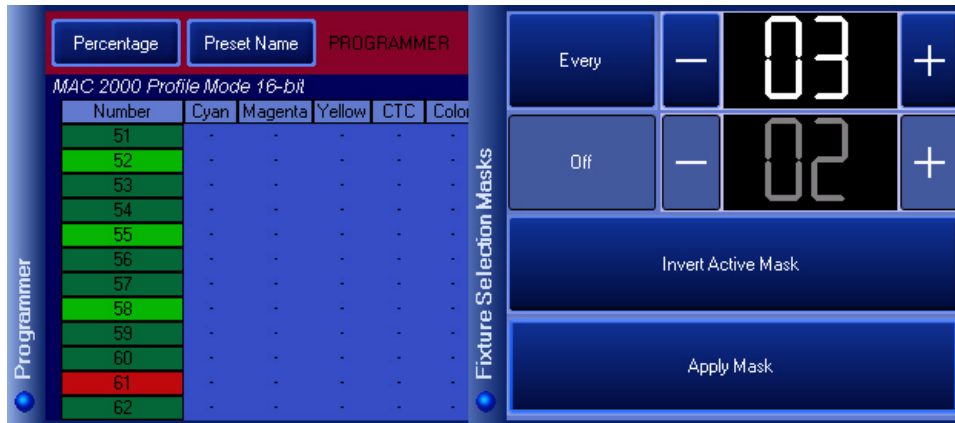 Percentage Preset Name PROGRAMMER
MAC 2000 Profile Mode 16-bit
Number Cyan Magenta Yellow CTC Color
51 - - - - -
52 - - - - -
53 - - - - -
54 - - - - -
55 - - - - -
56 - - - - -
57 - - - - -
58 - - - - -
59 - - - - -
60 - - - - -
61 - - - - -
62 - - - - -
Programmer
Fixture Selection Masks
Every − 03 +
Off − 02 +
Invert Active Mask
Apply Mask